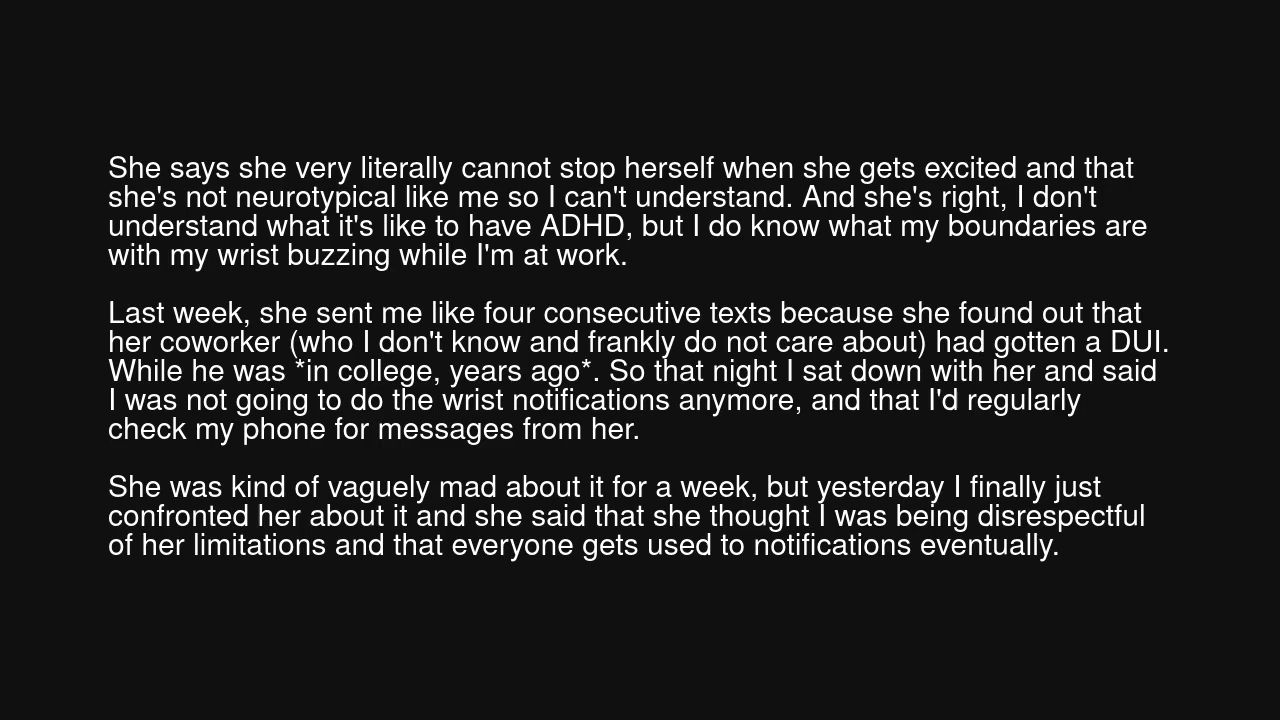 She says she very literally cannot stop herself when she gets excited and that
she's not neurotypical like me so I can't understand. And she's right, I don't
understand what it's like to have ADHD, but I do know what my boundaries are
with my wrist buzzing while I'm at work.
Last week, she sent me like four consecutive texts because she found out that
her coworker (who I don't know and frankly do not care about) had gotten a DUI.
While he was *in college, years ago*. So that night I sat down with her and said
I was not going to do the wrist notifications anymore, and that I'd regularly
check my phone for messages from her.
She was kind of vaguely mad about it for a week, but yesterday I finally just
confronted her about it and she said that she thought I was being disrespectful
of her limitations and that everyone gets used to notifications eventually.